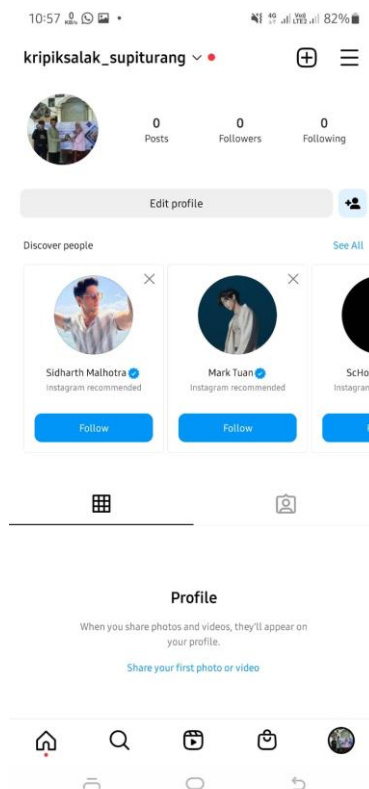 10:57
82%
kripiksalak_supiturang
0 0 0
Posts Followers Following
Edit profile
Discover people See All
Sidharth Malhotra Mark Tuan ScHo
Instagram recommended Instagram recommended Instagram
Follow Follow
Profile
When you share photos and videos, they'll appear on
your profile.
Share your first photo or video